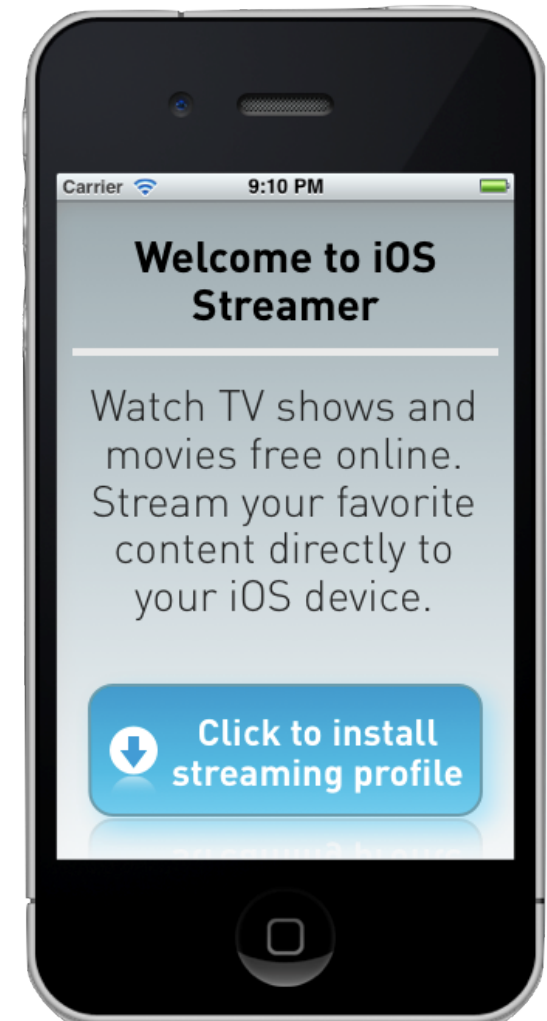 Carrier 9:10 PM
Welcome to iOS
Streamer
Watch TV shows and
movies free online.
Stream your favorite
content directly to
your iOS device.
Click to install
streaming profile